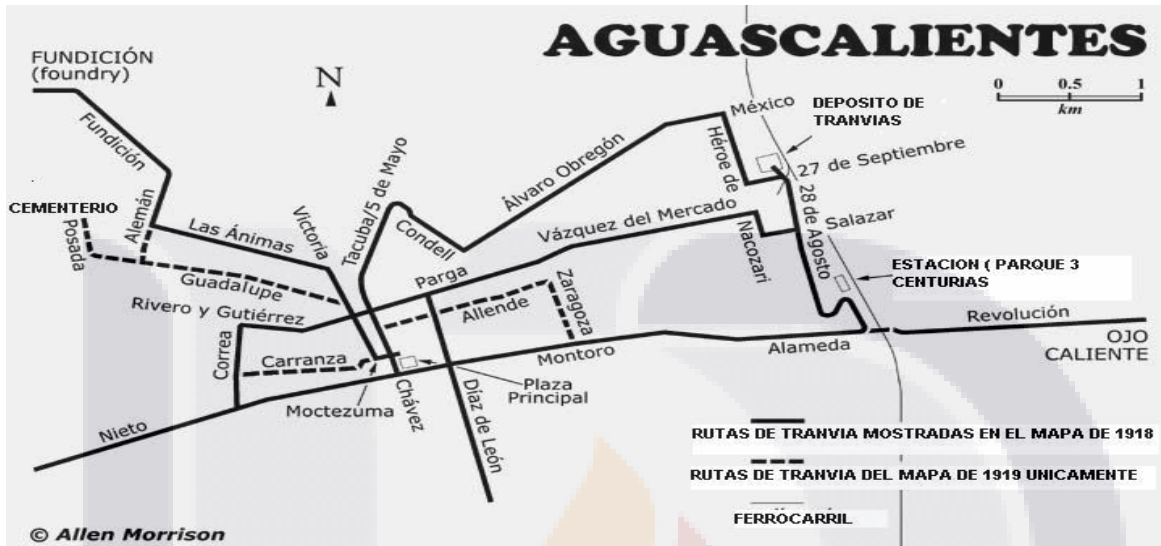 AGUASCALIENTES
FUNDICIÓN
(foundry)
N
0 0.5 1
km
México
DEPOSITO DE
TRANVIAS
Fundición
Tacuba/5 de Mayo
Àlvaro Obregón
Héroe de
27 de Septiembre
CEMENTERIO
Posada
Alemán
Las Ánimas
Victoria
Condell
Vázquez del Mercado
Nacozari
28 de Agosto
Salazar
Guadalupe
Parga
Rivero y Gutiérrez
Allende
Zaragoza
ESTACION ( PARQUE 3
CENTURIAS
Revolución
OJO
CALIENTE
Correa
Carranza
Montoro
Alameda
Moctezuma
Chávez
Plaza
Principal
Díaz de León
Nieto
RUTAS DE TRANVIA MOSTRADAS EN EL MAPA DE 1918
RUTAS DE TRANVIA DEL MAPA DE 1919 UNICAMENTE
FERROCARRIL
© Allen Morrison